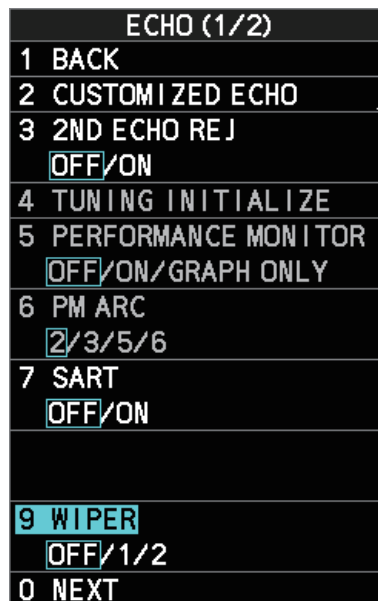 ECHO (1/2)
1 BACK
2 CUSTOMIZED ECHO
3 2ND ECHO REJ
OFF/ON
4 TUNING INITIALIZE
5 PERFORMANCE MONITOR
OFF/ON/GRAPH ONLY
6 PM ARC
2/3/5/6
7 SART
OFF/ON
9 WIPER
OFF/1/2
0 NEXT